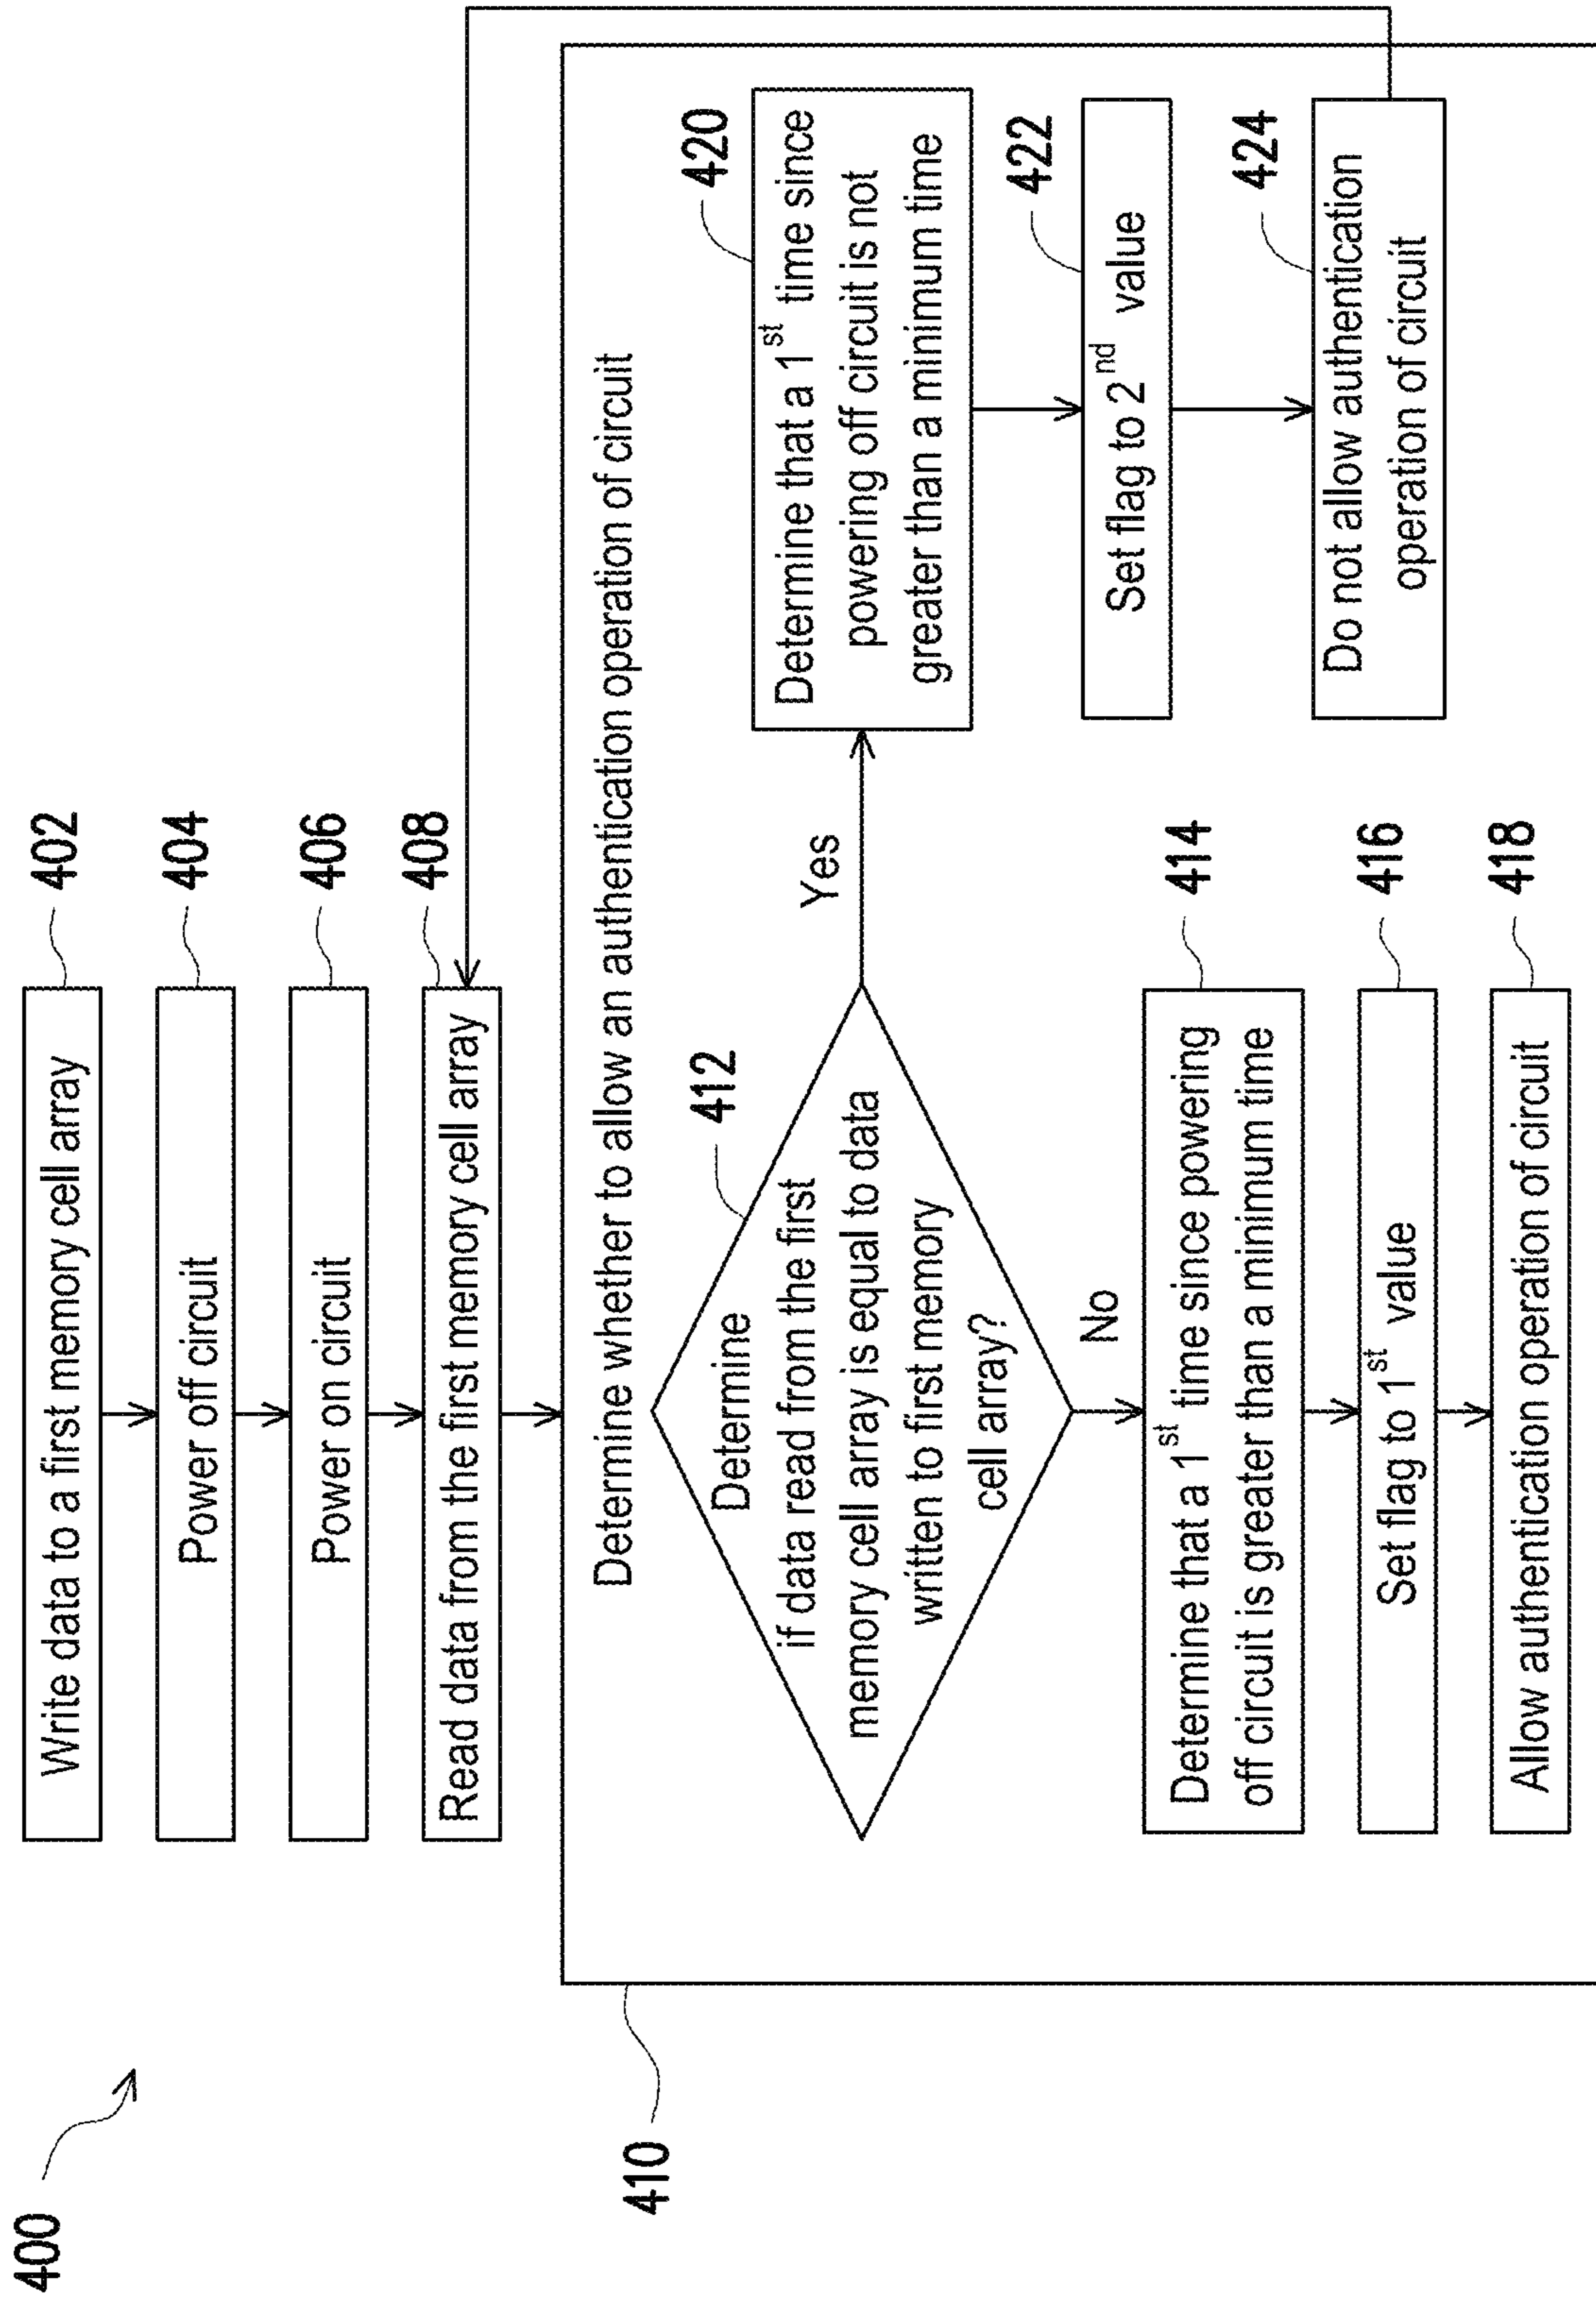 400
Write data to a first memory cell array
402
Power off circuit
404
Power on circuit
406
Read data from the first memory cell array
408
410
Determine whether to allow an authentication operation of circuit
412
Determine
if data read from the first
memory cell array is equal to data
written to first memory
cell array?
Yes
No
Determine that a 1st time since powering
off circuit is greater than a minimum time
414
Set flag to 1st value
416
Allow authentication operation of circuit
418
420
Determine that a 1st time since
powering off circuit is not
greater than a minimum time
422
Set flag to 2nd value
424
Do not allow authentication
operation of circuit